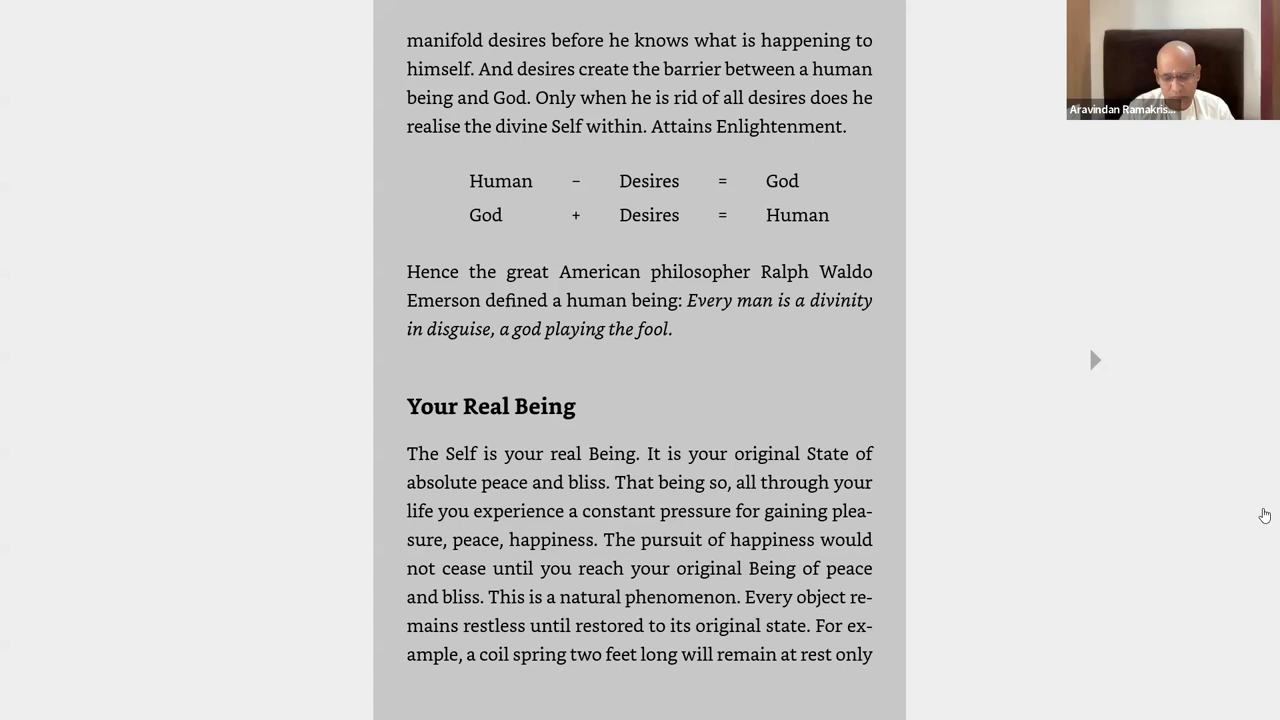 manifold desires before he knows what is happening to
himself. And desires create the barrier between a human
being and God. Only when he is rid of all desires does he
realise the divine Self within. Attains Enlightenment.
Human – Desires = God
God + Desires = Human
Hence the great American philosopher Ralph Waldo
Emerson defined a human being: Every man is a divinity
in disguise, a god playing the fool.
Your Real Being
The Self is your real Being. It is your original State of
absolute peace and bliss. That being so, all through your
life you experience a constant pressure for gaining plea-
sure, peace, happiness. The pursuit of happiness would
not cease until you reach your original Being of peace
and bliss. This is a natural phenomenon. Every object re-
mains restless until restored to its original state. For ex-
ample, a coil spring two feet long will remain at rest only
Aravindan Ramakris...